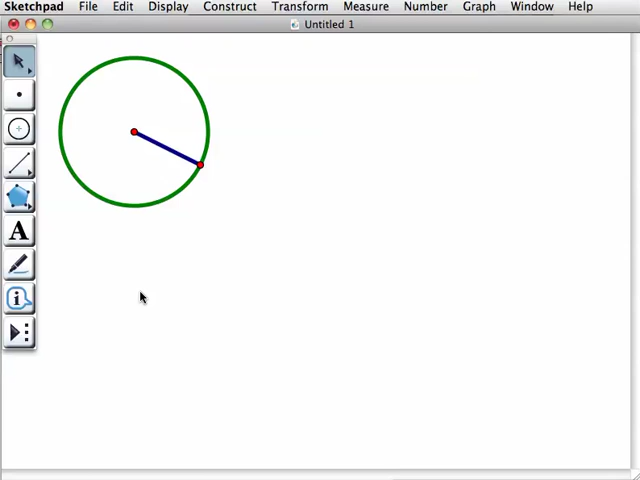 Sketchpad File Edit Display Construct Transform Measure Number Graph Window Help
Untitled 1
A
i